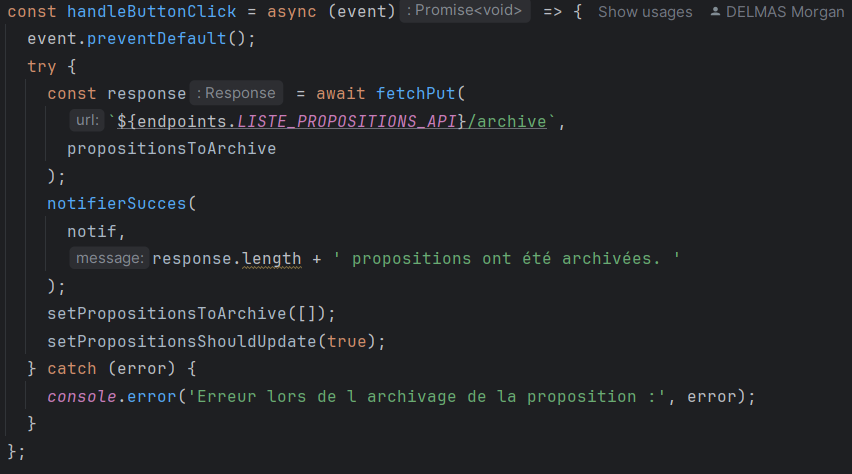 const handleButtonClick = async (event) : Promise<void> => { Show usages DELMAS Morgan
event.preventDefault();
try {
const response : Response = await fetchPut(
url: `${endpoints.LISTE_PROPOSITIONS_API}/archive`,
propositionsToArchive
);
notifierSucces(
notif,
message: response.length + ' propositions ont été archivées. '
);
setPropositionsToArchive([]);
setPropositionsShouldUpdate(true);
} catch (error) {
console.error('Erreur lors de l archivage de la proposition :', error);
}
};